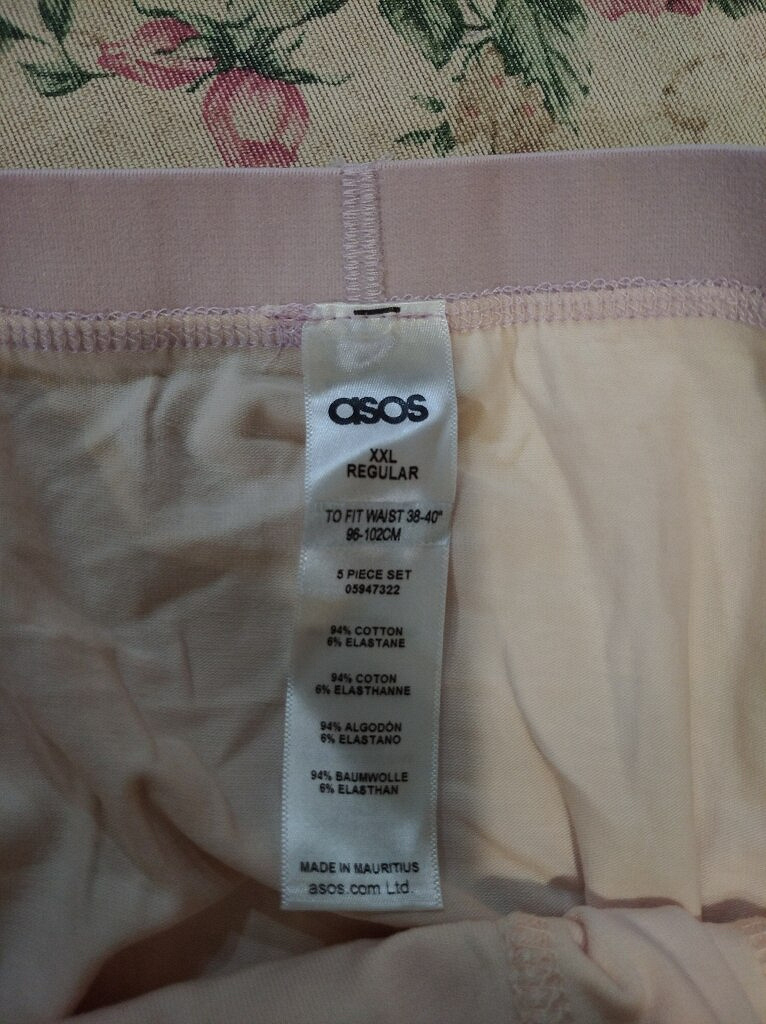 asos
XXL
REGULAR
TO FIT WAIST 38-40"
96-102CM
5 PIECE SET
05947322
94% COTTON
6% ELASTANE
94% COTON
6% ELASTHANNE
94% ALGODÓN
6% ELASTANO
94% BAUMWOLLE
6% ELASTHAN
MADE IN MAURITIUS
asos.com Ltd.